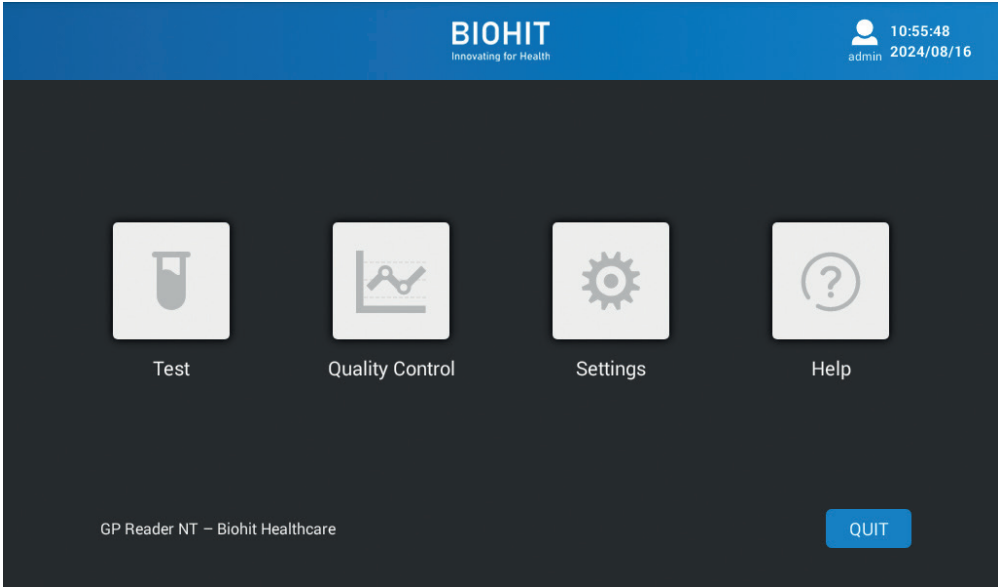 BIOHIT
Innovating for Health
10:55:48
admin 2024/08/16
?
Test
Quality Control
Settings
Help
GP Reader NT – Biohit Healthcare
QUIT